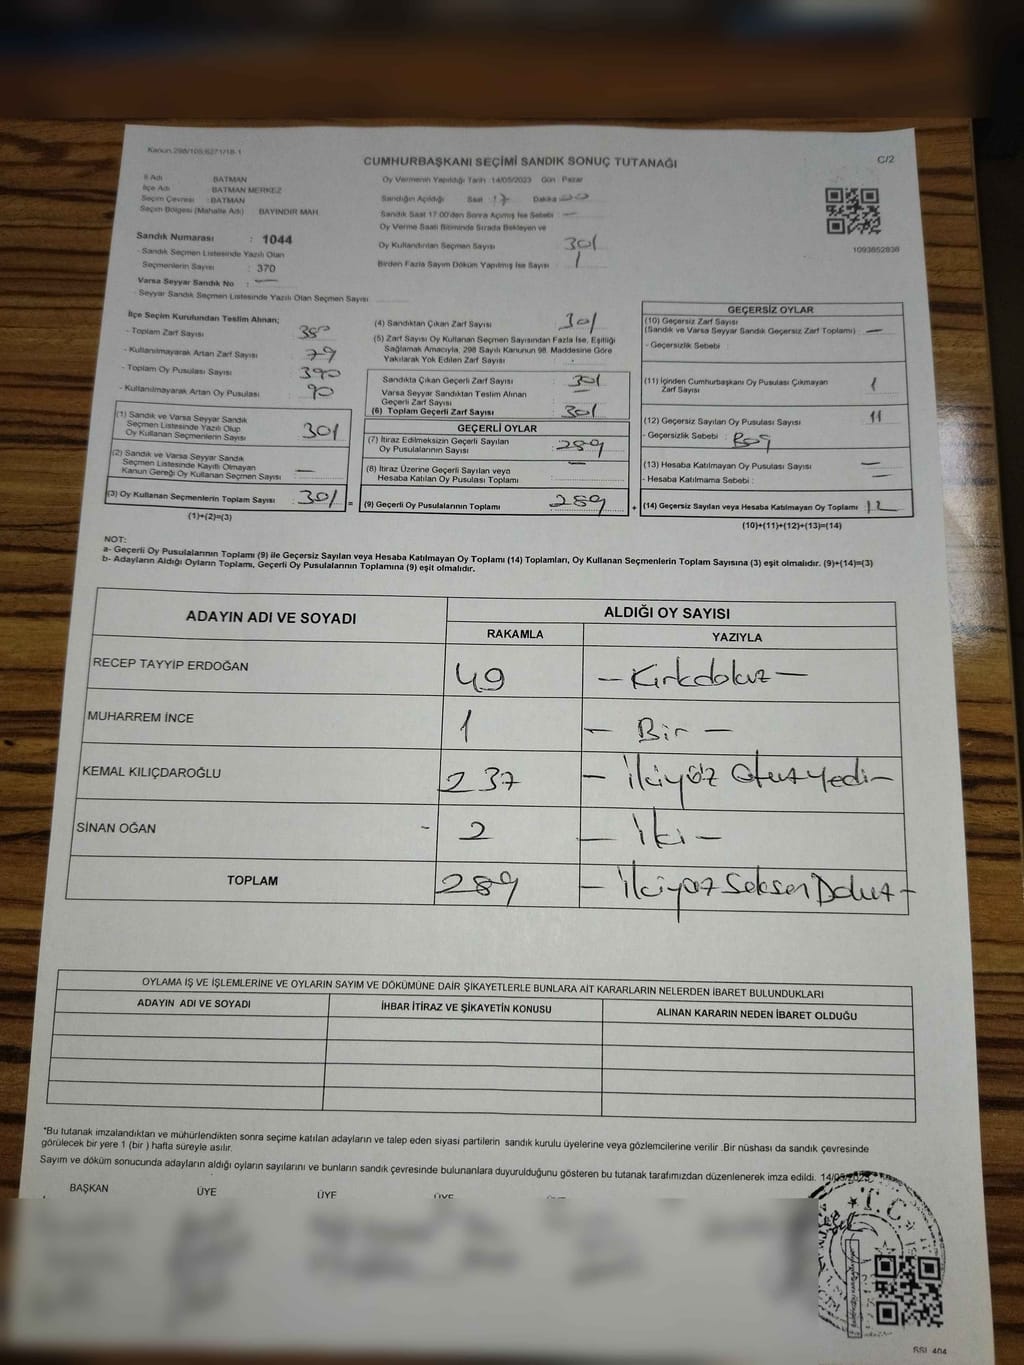 Kanun.298/105/6271/18-1
CUMHURBAŞKANI SEÇİMİ SANDIK SONUÇ TUTANAĞI
C/2
İl Adı BATMAN
İlçe Adı BATMAN MERKEZ
Seçim Çevresi : BATMAN
Seçim Bölgesi (Mahalle Adı) BAYINDIR MAH.
Sandık Numarası : 1044
- Sandık Seçmen Listesinde Yazılı Olan
Seçmenlerin Sayısı : 370
Varsa Seyyar Sandık No : —
- Seyyar Sandık Seçmen Listesinde Yazılı Olan Seçmen Sayısı
Oy Vermenin Yapıldığı Tarih :14/05/2023 Gün : Pazar
Sandığın Açıldığı Saat : 17 Dakika
Sandık Saat 17:00'den Sonra Açılmış İse Sebebi : —
Oy Verme Saati Bitiminde Sırada Bekleyen ve
Oy Kullandırılan Seçmen Sayısı 301
Birden Fazla Sayım Döküm Yapılmış İse Sayısı 1
1093852836
İlçe Seçim Kurulundan Teslim Alınan;
- Toplam Zarf Sayısı 380
- Kullanılmayarak Artan Zarf Sayısı 79
- Toplam Oy Pusulası Sayısı 390
- Kullanılmayarak Artan Oy Pusulası 90
(1) Sandık ve Varsa Seyyar Sandık
Seçmen Listesinde Yazılı Olup
Oy Kullanan Seçmenlerin Sayısı 301
(2) Sandık ve Varsa Seyyar Sandık
Seçmen Listesinde Kayıtlı Olmayan
Kanun Gereği Oy Kullanan Seçmen Sayısı —
(3) Oy Kullanan Seçmenlerin Toplam Sayısı 301 =
(1)+(2)=(3)
(4) Sandıktan Çıkan Zarf Sayısı 301
(5) Zarf Sayısı Oy Kullanan Seçmen Sayısından Fazla İse, Eşitliği
Sağlamak Amacıyla, 298 Sayılı Kanunun 98. Maddesine Göre
Yakılarak Yok Edilen Zarf Sayısı
Sandıkta Çıkan Geçerli Zarf Sayısı 301
Varsa Seyyar Sandıktan Teslim Alınan
Geçerli Zarf Sayısı —
(6) Toplam Geçerli Zarf Sayısı 301
GEÇERLİ OYLAR
(7) İtiraz Edilmeksizin Geçerli Sayılan
Oy Pusulalarının Sayısı 289
(8) İtiraz Üzerine Geçerli Sayılan veya
Hesaba Katılan Oy Pusulası Toplamı —
(9) Geçerli Oy Pusulalarının Toplamı 289 +
GEÇERSİZ OYLAR
(10) Geçersiz Zarf Sayısı
(Sandık ve Varsa Seyyar Sandık Geçersiz Zarf Toplamı) —
- Geçersizlik Sebebi :
(11) İçinden Cumhurbaşkanı Oy Pusulası Çıkmayan
Zarf Sayısı 1
(12) Geçersiz Sayılan Oy Pusulası Sayısı 11
- Geçersizlik Sebebi : Boş
(13) Hesaba Katılmayan Oy Pusulası Sayısı —
- Hesaba Katılmama Sebebi : —
(14) Geçersiz Sayılan veya Hesaba Katılmayan Oy Toplamı 12
(10)+(11)+(12)+(13)=(14)
NOT:
a- Geçerli Oy Pusulalarının Toplamı (9) ile Geçersiz Sayılan veya Hesaba Katılmayan Oy Toplamı (14) Toplamları, Oy Kullanan Seçmenlerin Toplam Sayısına (3) eşit olmalıdır. (9)+(14)=(3)
b- Adayların Aldığı Oyların Toplamı, Geçerli Oy Pusulalarının Toplamına (9) eşit olmalıdır.
ADAYIN ADI VE SOYADI ALDIĞI OY SAYISI
RAKAMLA YAZIYLA
RECEP TAYYİP ERDOĞAN 49 – Kırkdokuz –
MUHARREM İNCE 1 – Bir –
KEMAL KILIÇDAROĞLU 237 – İkiyüz Otuzyedi –
SİNAN OĞAN - 2 – İki –
TOPLAM 289 – İkiyüz Seksen Dokuz –
OYLAMA İŞ VE İŞLEMLERİNE VE OYLARIN SAYIM VE DÖKÜMÜNE DAİR ŞİKAYETLERLE BUNLARA AİT KARARLARIN NELERDEN İBARET BULUNDUKLARI
ADAYIN ADI VE SOYADI İHBAR İTİRAZ VE ŞİKAYETİN KONUSU ALINAN KARARIN NEDEN İBARET OLDUĞU
*Bu tutanak imzalandıktan ve mühürlendikten sonra seçime katılan adayların ve talep eden siyasi partilerin sandık kurulu üyelerine veya gözlemcilerine verilir .Bir nüshası da sandık çevresinde
görülecek bir yere 1 (bir ) hafta süreyle asılır.
Sayım ve döküm sonucunda adayların aldığı oyların sayılarını ve bunların sandık çevresinde bulunanlara duyurulduğunu gösteren bu tutanak tarafımızdan düzenlenerek imza edildi. 14/05/2023
BAŞKAN ÜYE ÜYE ÜYE
T.C.